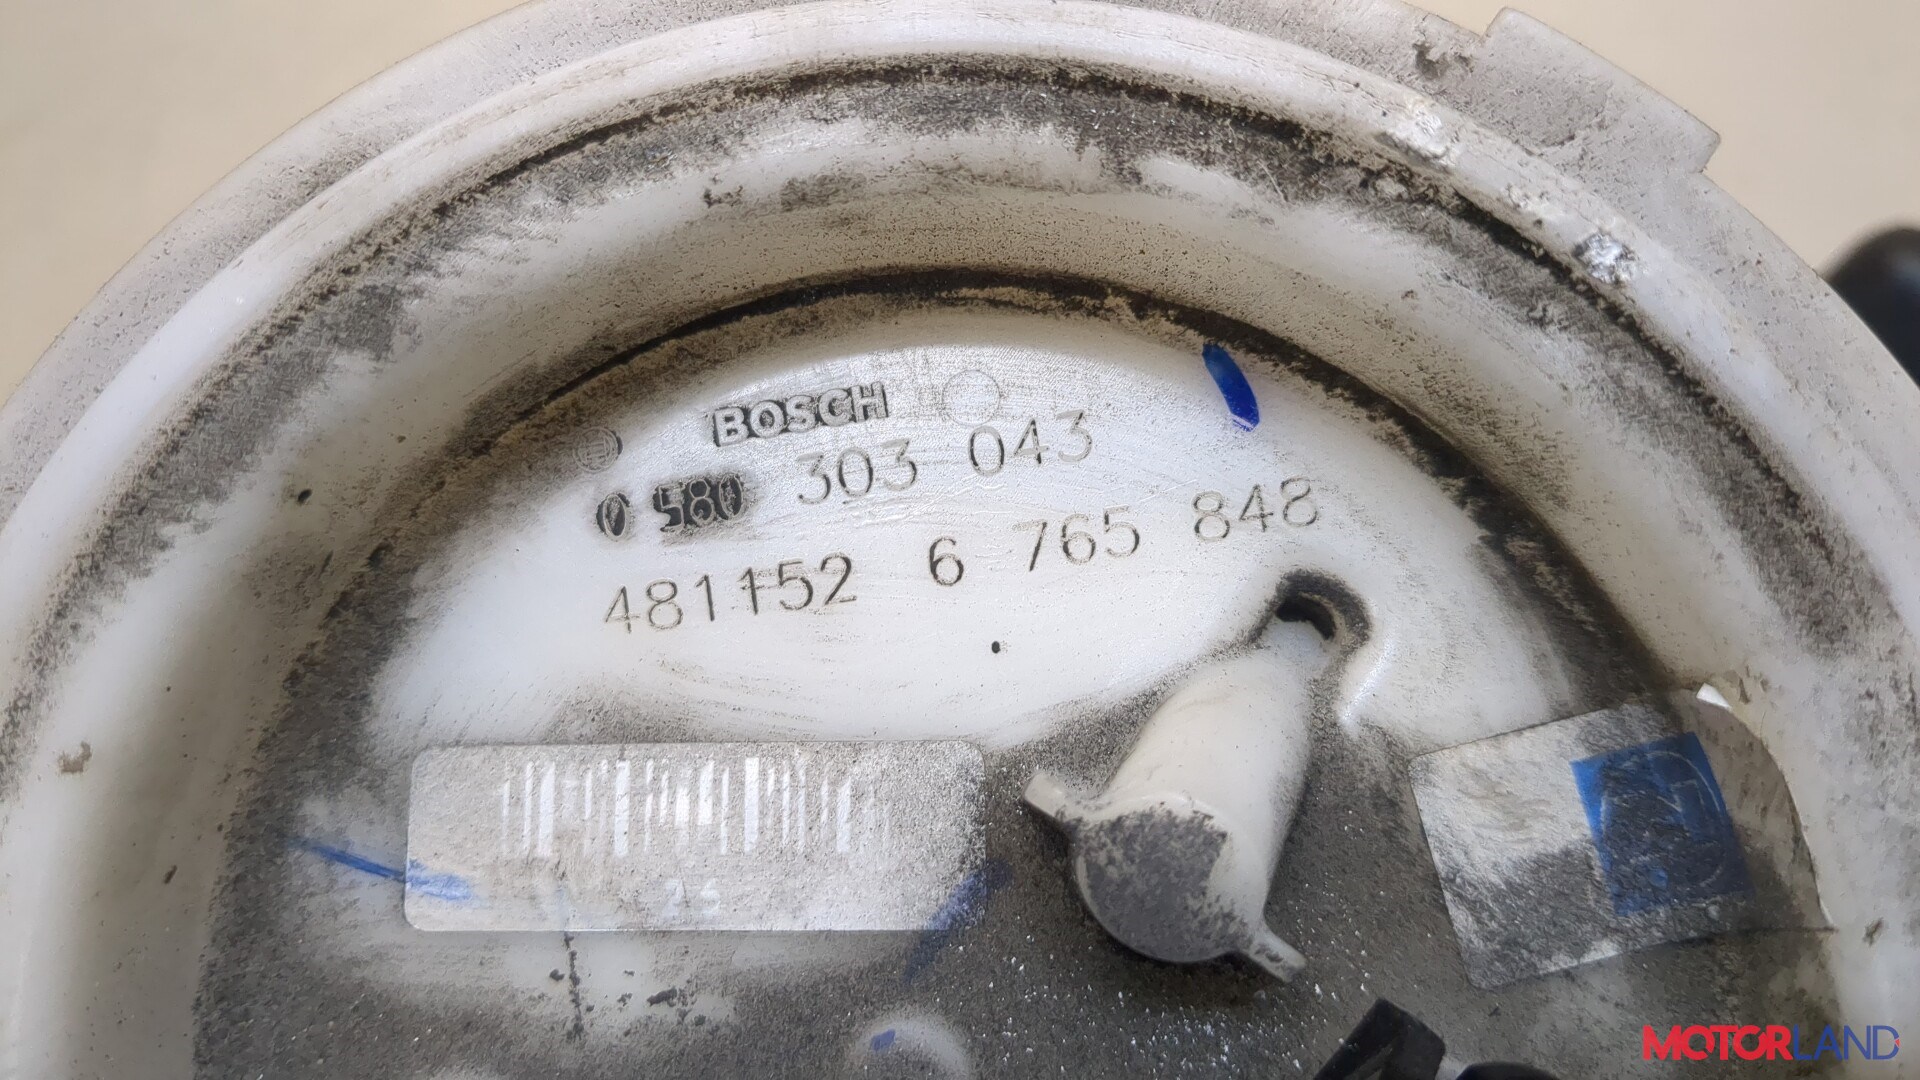 BOSCH
0 580 303 043
481152 6 765 848
MOTORLAND